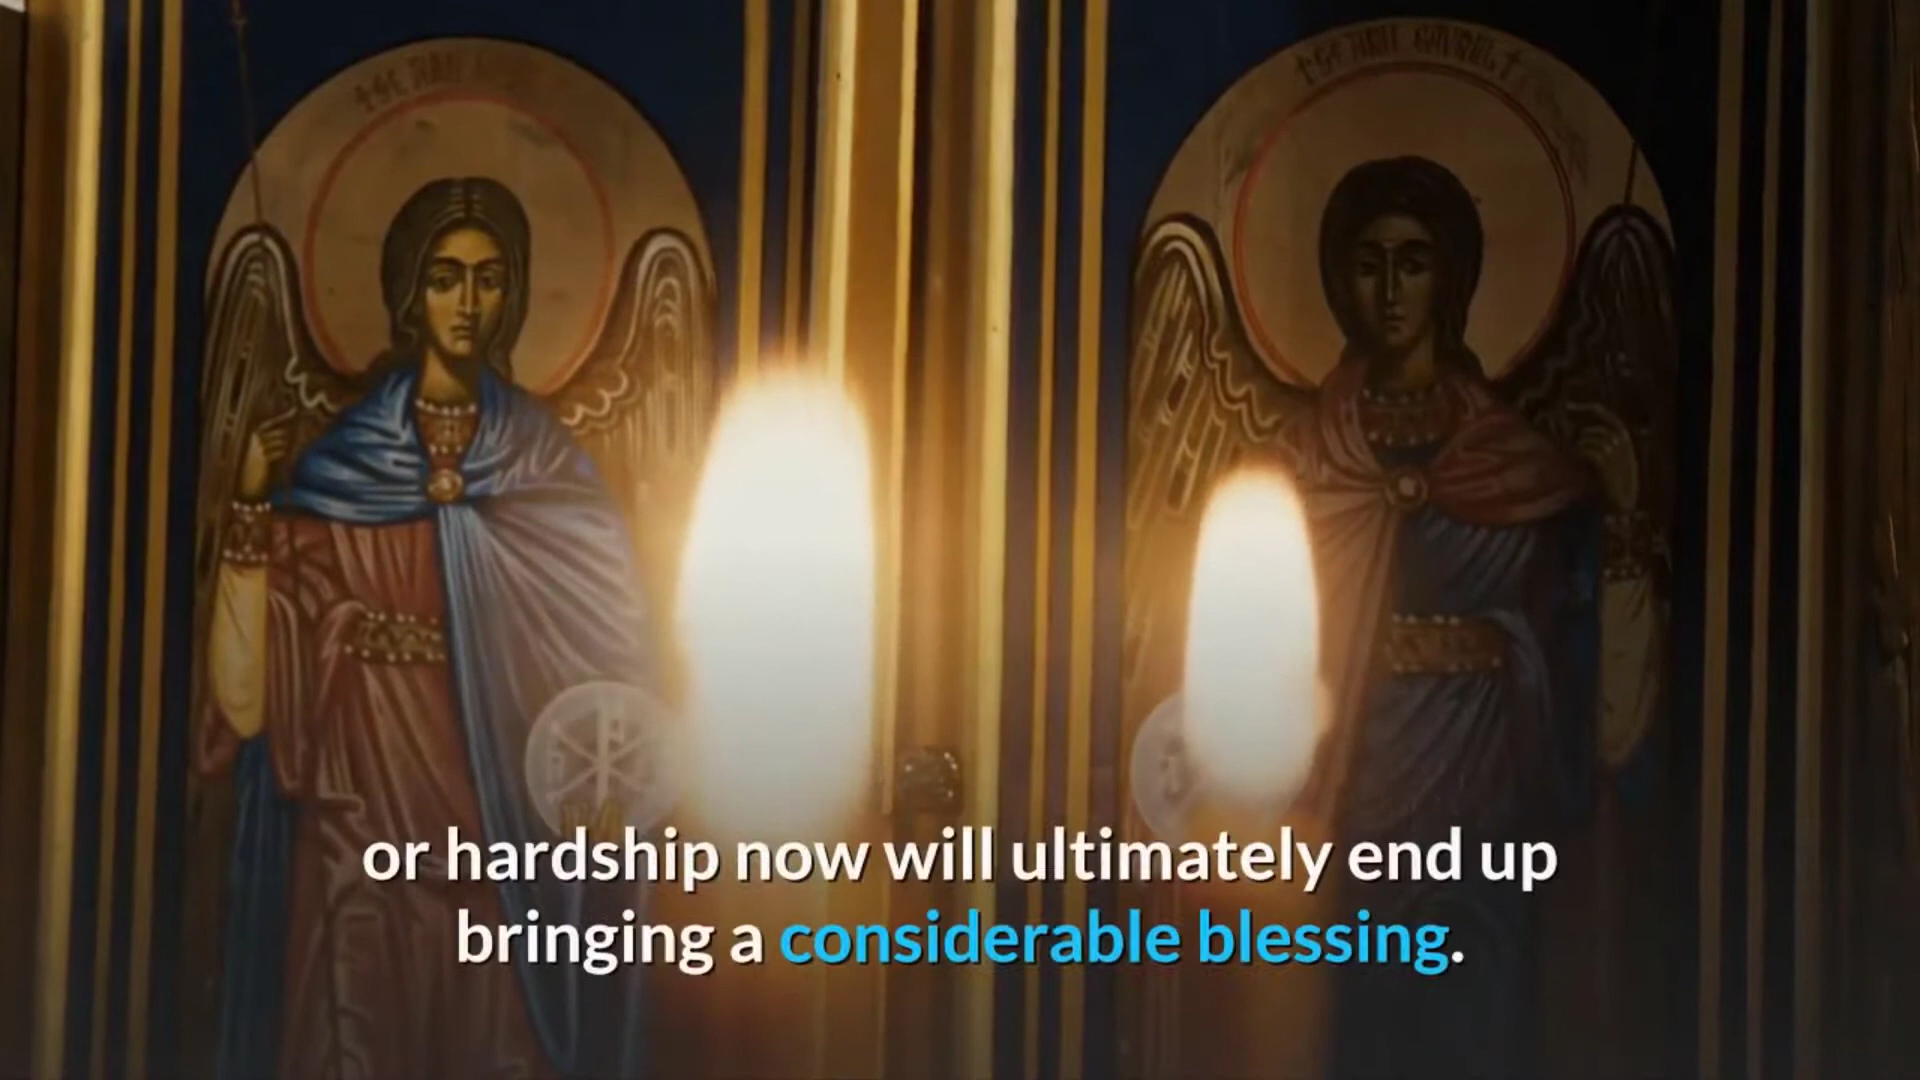 or hardship now will ultimately end up
bringing a considerable blessing.